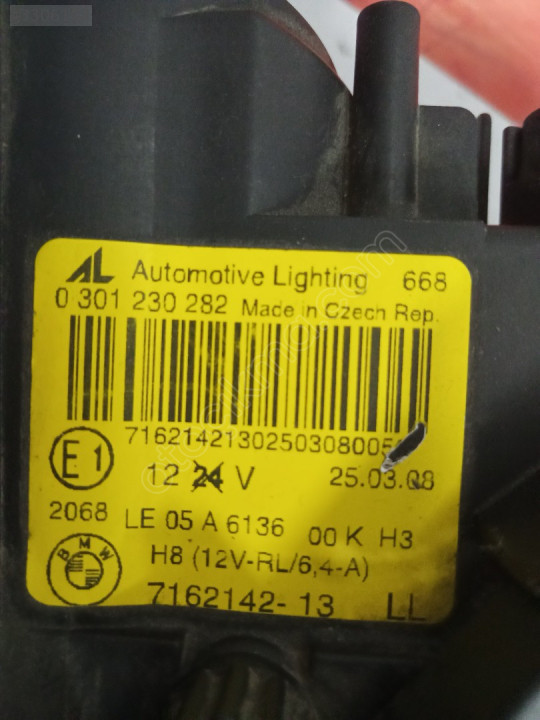 AL Automotive Lighting 668
0 301 230 282 Made in Czech Rep.
E1 12 24 V 25.03.08
2068 LE 05 A 6136 00 K H3
BMW H8 (12V-RL/6,4-A)
7162142-13 LL